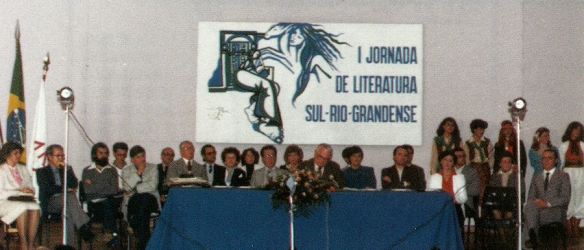 I JORNADA
DE LITERATURA
SUL-RIO-GRANDENSE